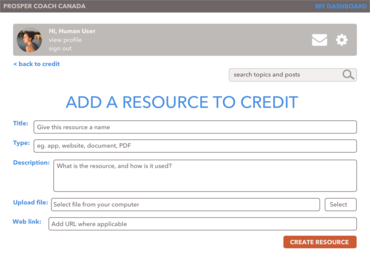 PROSPER COACH CANADA MY DASHBOARD
Hi, Human User
view profile
sign out
< back to credit
search topics and posts
ADD A RESOURCE TO CREDIT
Title: Give this resource a name
Type: eg. app, website, document, PDF
Description: What is the resource, and how is it used?
Upload file: Select file from your computer Select
Web link: Add URL where applicable
CREATE RESOURCE